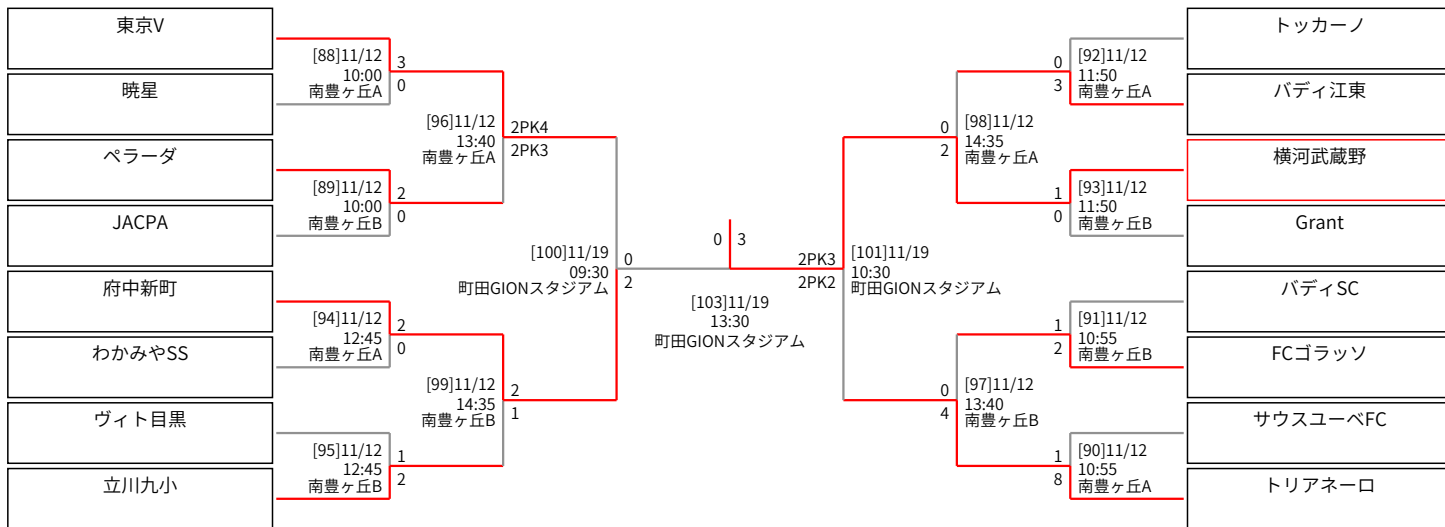 東京V
暁星
ペラーダ
JACPA
府中新町
わかみやSS
ヴィト目黒
立川九小
[88]11/12
10:00
南豊ヶ丘A
3
0
[89]11/12
10:00
南豊ヶ丘B
2
0
[94]11/12
12:45
南豊ヶ丘A
2
0
[95]11/12
12:45
南豊ヶ丘B
1
2
[96]11/12
13:40
南豊ヶ丘A
2PK4
2PK3
[99]11/12
14:35
南豊ヶ丘B
2
1
[100]11/19
09:30
町田GIONスタジアム
0
2
0
3
[103]11/19
13:30
町田GIONスタジアム
2PK3
2PK2
[101]11/19
10:30
町田GIONスタジアム
0
2
[98]11/12
14:35
南豊ヶ丘A
0
4
[97]11/12
13:40
南豊ヶ丘B
0
3
[92]11/12
11:50
南豊ヶ丘A
1
0
[93]11/12
11:50
南豊ヶ丘B
1
2
[91]11/12
10:55
南豊ヶ丘B
1
8
[90]11/12
10:55
南豊ヶ丘A
トッカーノ
バディ江東
横河武蔵野
Grant
バディSC
FCゴラッソ
サウスユーベFC
トリアネーロ